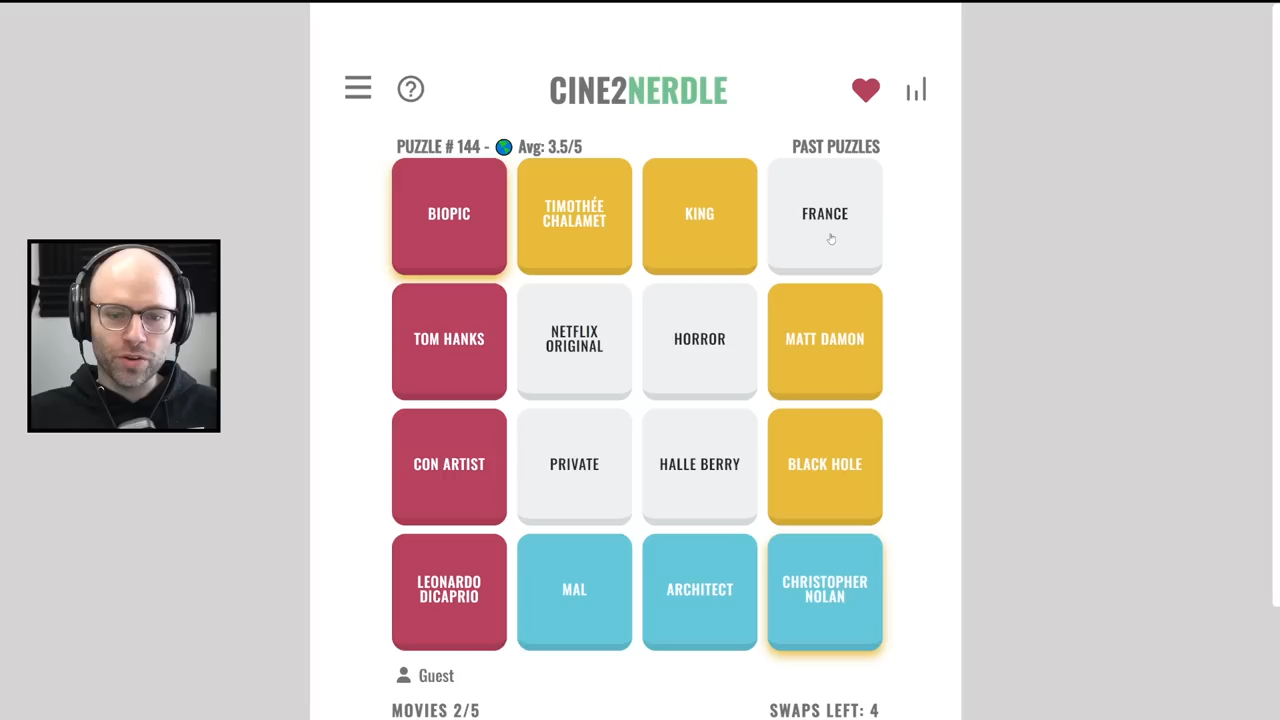 CINE2NERDLE
PUZZLE # 144 - Avg: 3.5/5
PAST PUZZLES
BIOPIC
TIMOTHÉE
CHALAMET
KING
FRANCE
TOM HANKS
NETFLIX
ORIGINAL
HORROR
MATT DAMON
CON ARTIST
PRIVATE
HALLE BERRY
BLACK HOLE
LEONARDO
DICAPRIO
MAL
ARCHITECT
CHRISTOPHER
NOLAN
Guest
MOVIES 2/5
SWAPS LEFT: 4